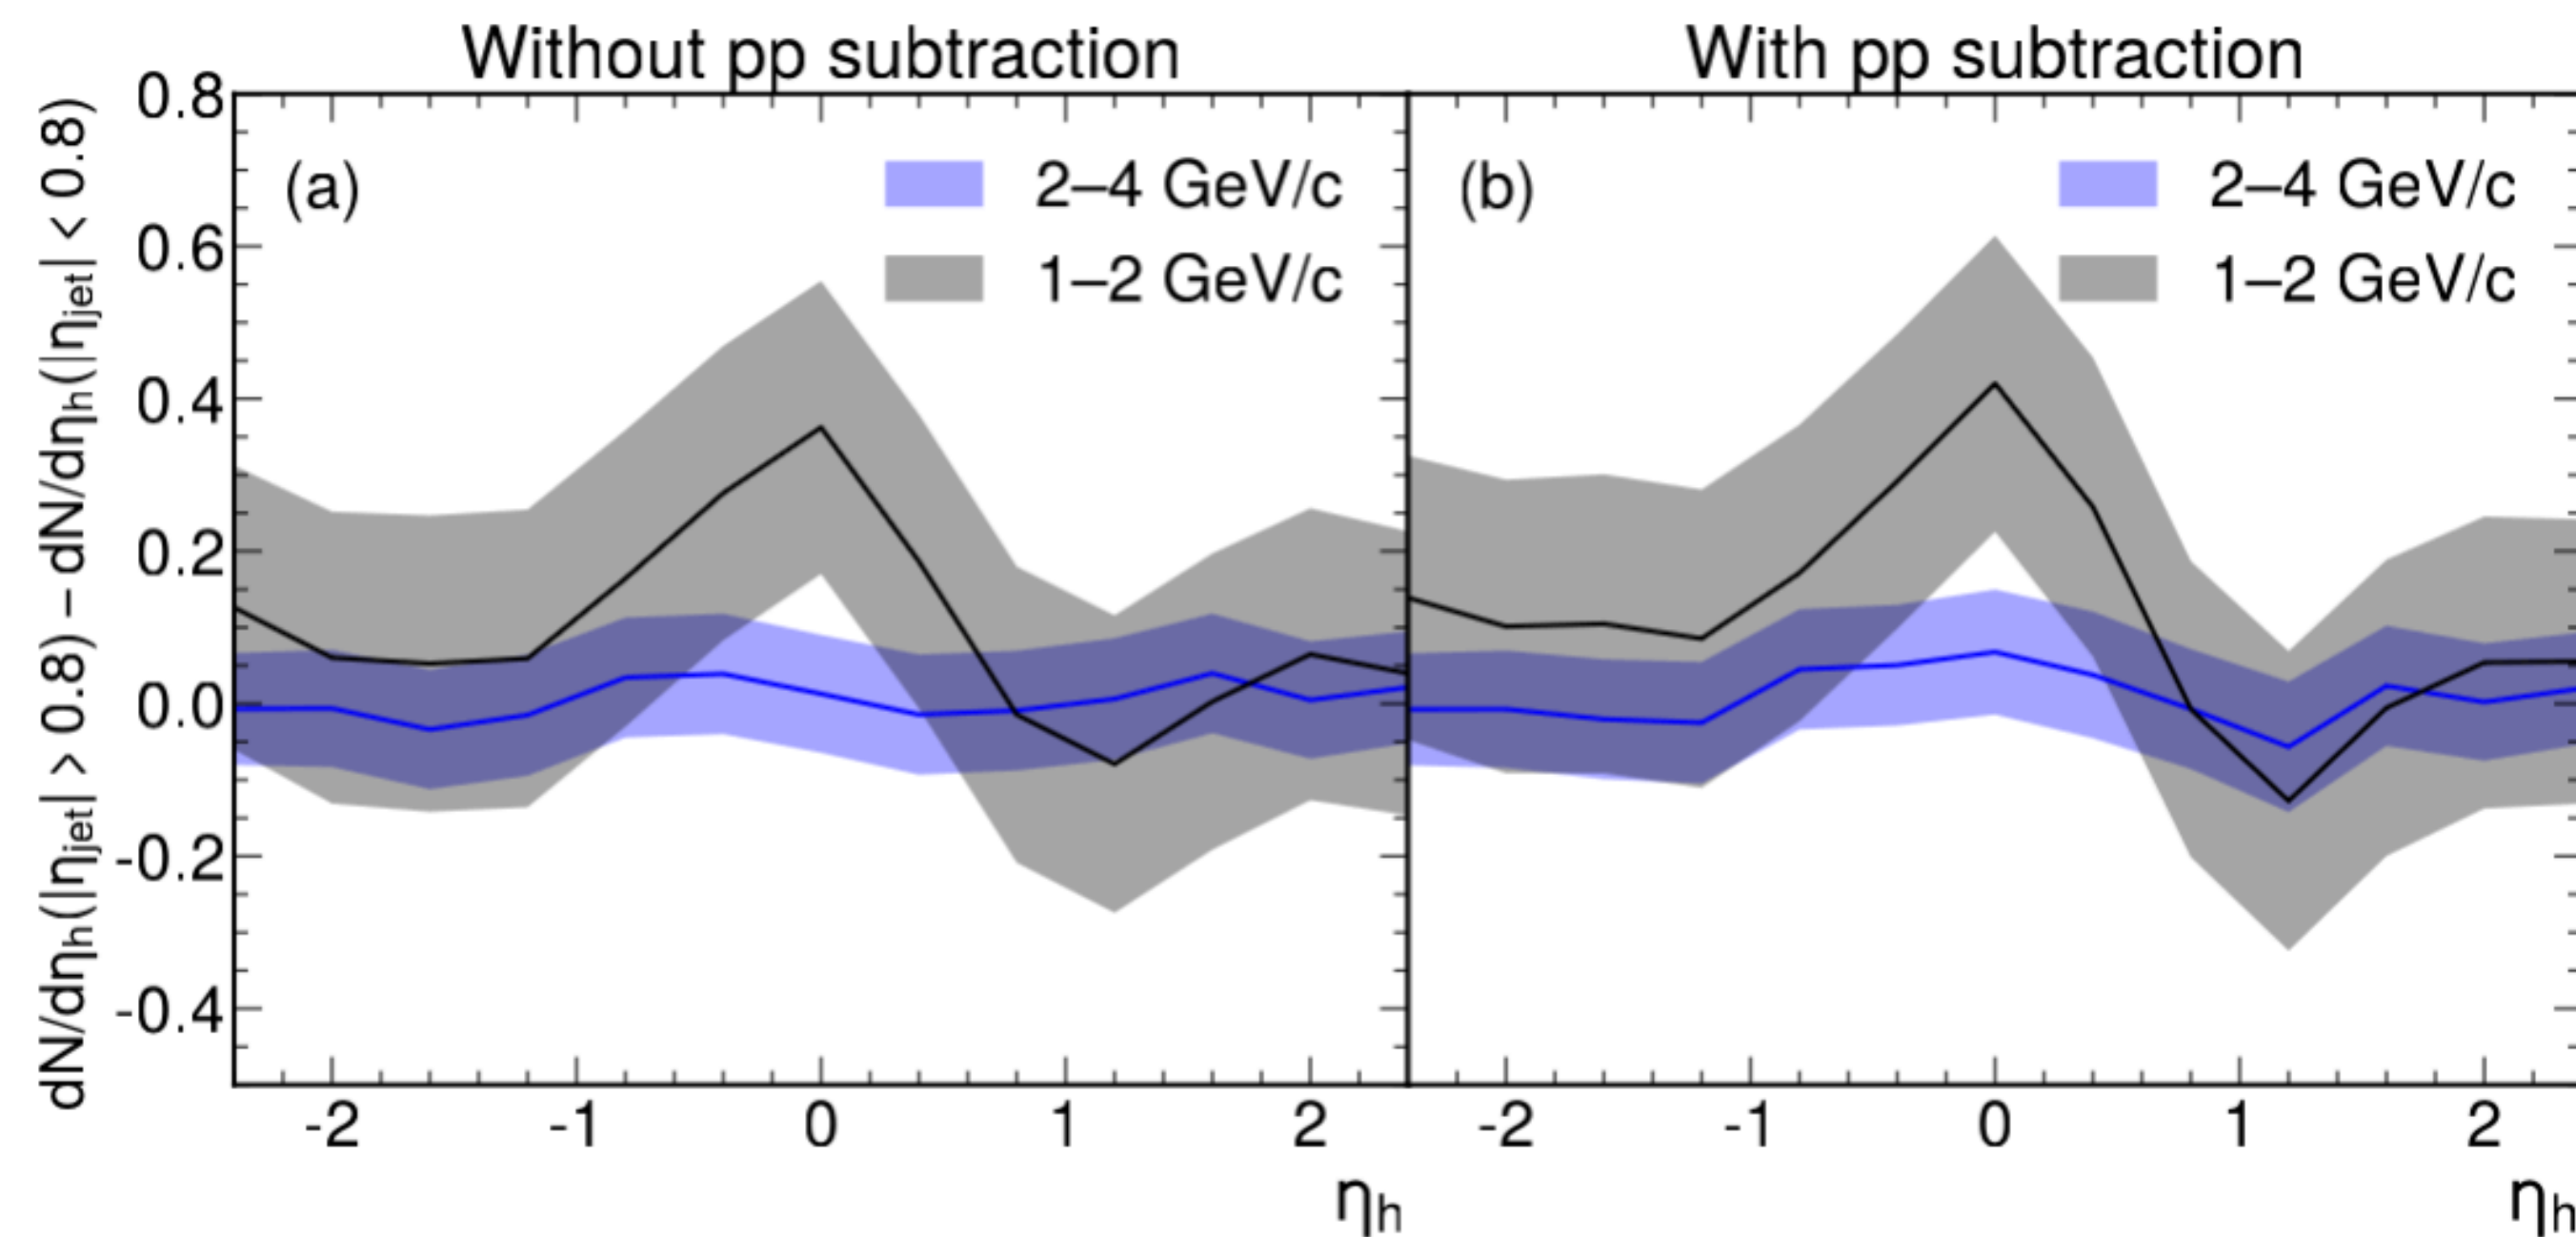 Without pp subtraction
With pp subtraction
dN/dηh(|ηjet| > 0.8) – dN/dηh(|ηjet| < 0.8)
0.8
0.6
0.4
0.2
0.0
-0.2
-0.4
(a)
2–4 GeV/c
1–2 GeV/c
(b)
2–4 GeV/c
1–2 GeV/c
-2 -1 0 1 2
-2 -1 0 1 2
ηh
ηh